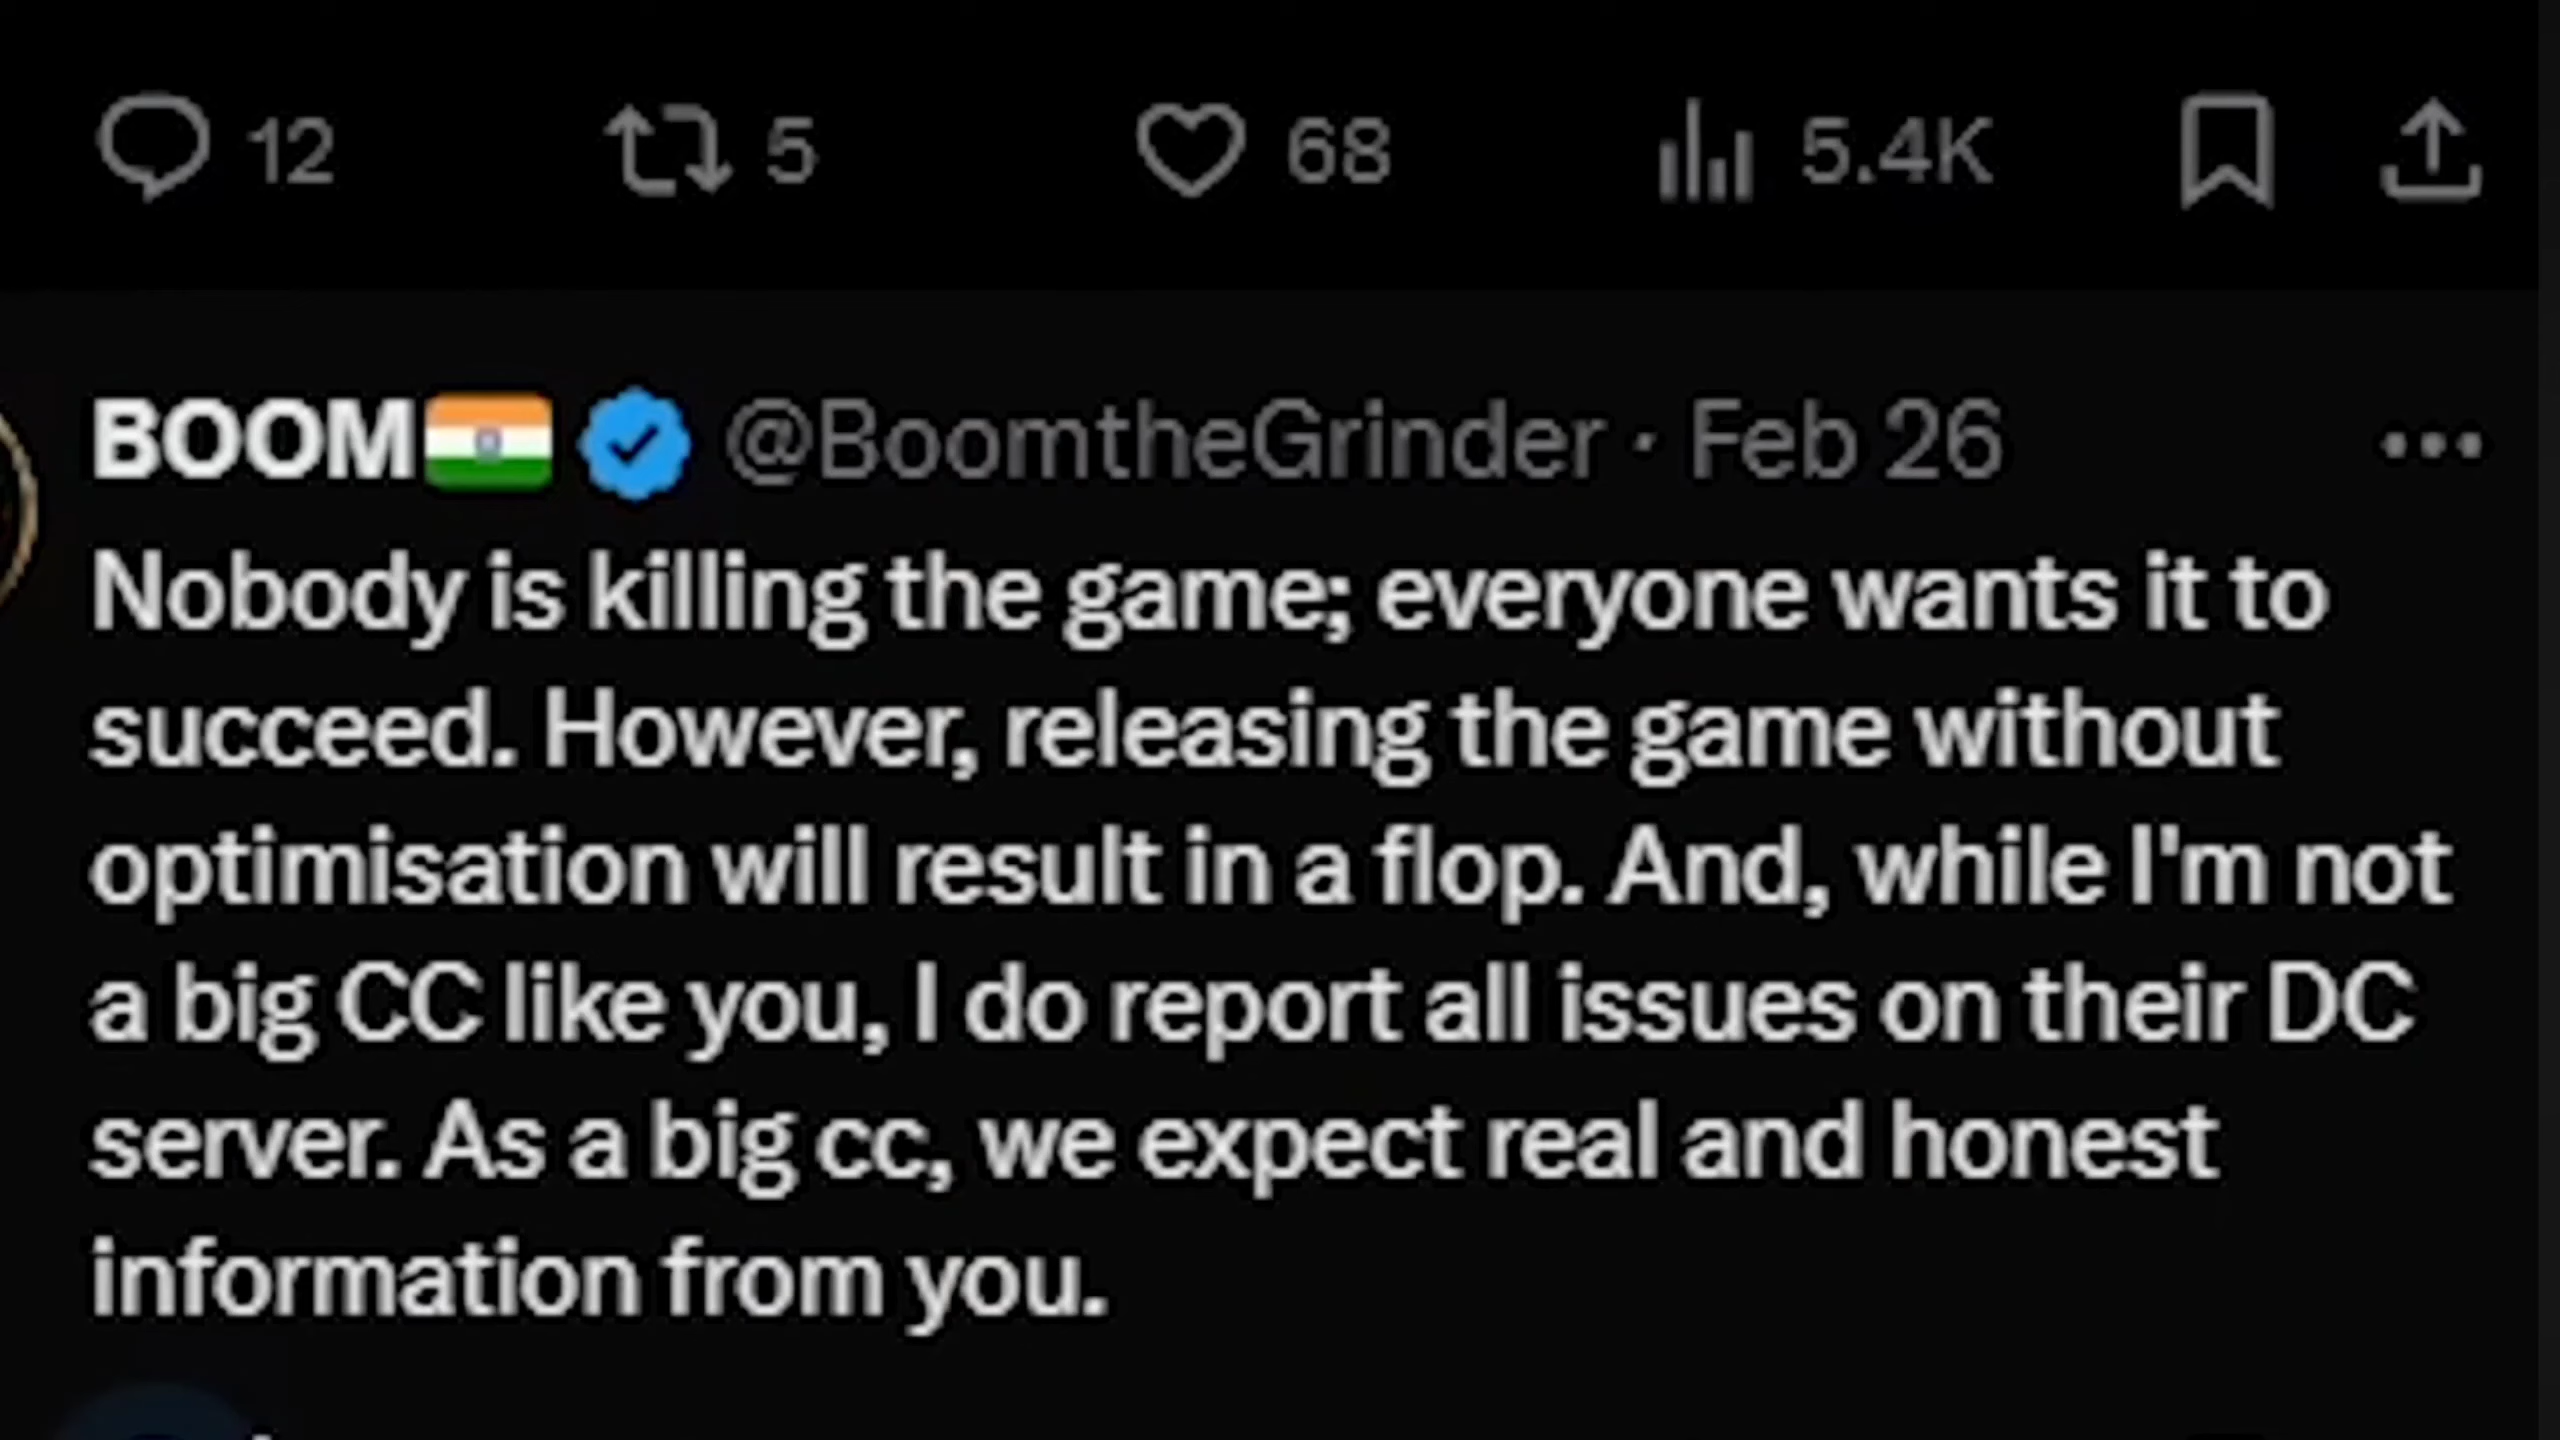 12 5 68 5.4K
BOOM🇮🇳 @BoomtheGrinder · Feb 26
Nobody is killing the game; everyone wants it to
succeed. However, releasing the game without
optimisation will result in a flop. And, while I'm not
a big CC like you, I do report all issues on their DC
server. As a big cc, we expect real and honest
information from you.